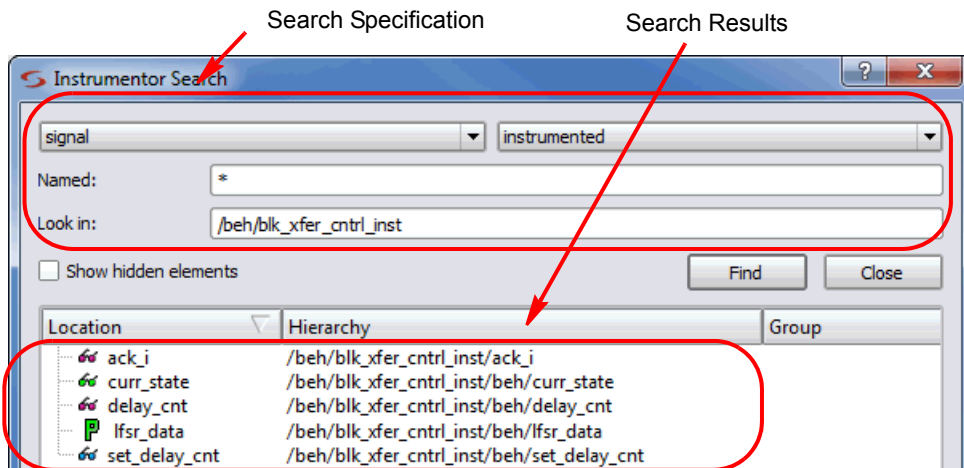 Search Specification
Search Results
Instrumentor Search
signal
instrumented
Named:
*
Look in:
/beh/blk_xfer_cntrl_inst
Show hidden elements
Find
Close
Location
Hierarchy
Group
ack_i /beh/blk_xfer_cntrl_inst/ack_i
curr_state /beh/blk_xfer_cntrl_inst/beh/curr_state
delay_cnt /beh/blk_xfer_cntrl_inst/beh/delay_cnt
P lfsr_data /beh/blk_xfer_cntrl_inst/beh/lfsr_data
set_delay_cnt /beh/blk_xfer_cntrl_inst/beh/set_delay_cnt